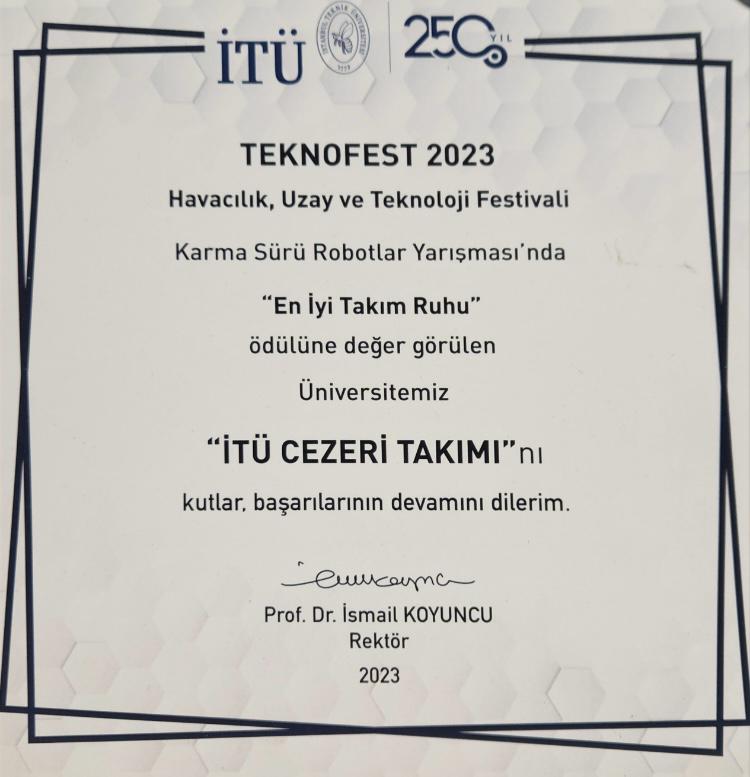 İTÜ
İSTANBUL TEKNİK ÜNİVERSİTESİ
1773
250. YIL
TEKNOFEST 2023
Havacılık, Uzay ve Teknoloji Festivali
Karma Sürü Robotlar Yarışması’nda
“En İyi Takım Ruhu”
ödülüne değer görülen
Üniversitemiz
“İTÜ CEZERİ TAKIMI”nı
kutlar, başarılarının devamını dilerim.
Prof. Dr. İsmail KOYUNCU
Rektör
2023